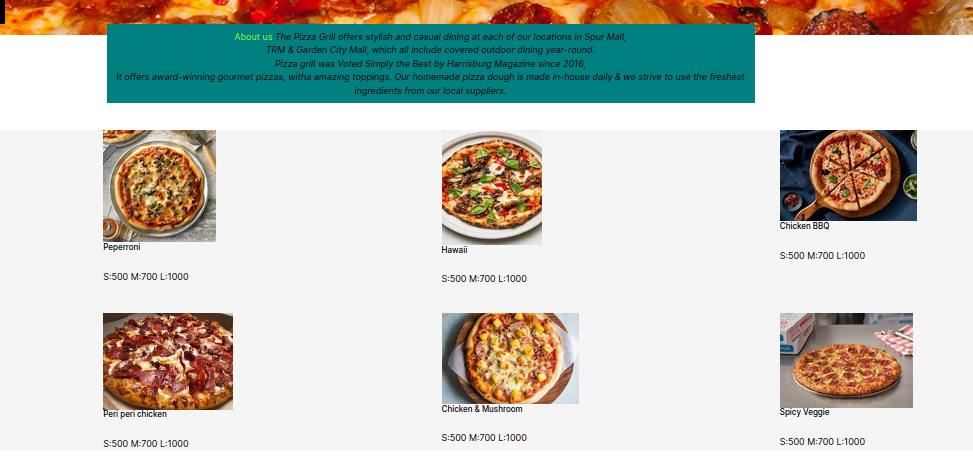 About us The Pizza Grill offers stylish and casual dining at each of our locations in Spur Mall,
TRM & Garden City Mall, which all include covered outdoor dining year-round.
Pizza grill was Voted Simply the Best by Harrisburg Magazine since 2016,
It offers award-winning gourmet pizzas, witha amazing toppings. Our homemade pizza dough is made in-house daily & we strive to use the freshest
ingredients from our local suppliers.
Peperroni
S:500 M:700 L:1000
Hawaii
S:500 M:700 L:1000
Chicken BBQ
S:500 M:700 L:1000
Peri peri chicken
S:500 M:700 L:1000
Chicken & Mushroom
S:500 M:700 L:1000
Spicy Veggie
S:500 M:700 L:1000